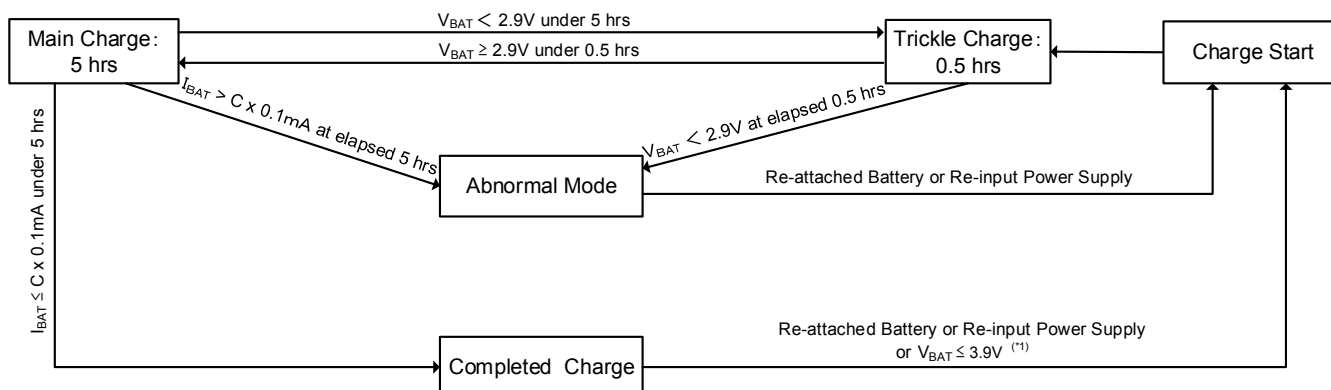 V_BAT < 2.9V under 5 hrs
Main Charge:
5 hrs
V_BAT ≥ 2.9V under 0.5 hrs
Trickle Charge:
0.5 hrs
Charge Start
I_BAT > C x 0.1mA at elapsed 5 hrs
V_BAT < 2.9V at elapsed 0.5 hrs
Abnormal Mode
Re-attached Battery or Re-input Power Supply
I_BAT ≤ C x 0.1mA under 5 hrs
Completed Charge
Re-attached Battery or Re-input Power Supply
or V_BAT ≤ 3.9V (*1)